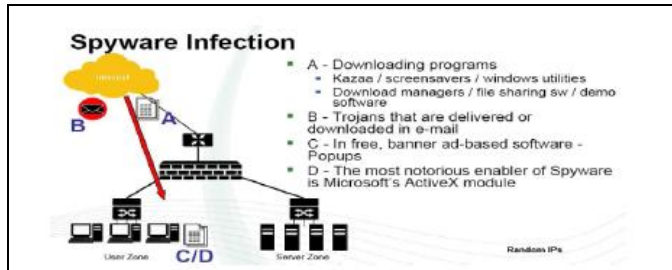 Spyware Infection
Internet
B
A
A - Downloading programs
Kazaa / screensavers / windows utilities
Download managers / file sharing sw / demo
software
B - Trojans that are delivered or
downloaded in e-mail
C - In free, banner ad-based software -
Popups
D - The most notorious enabler of Spyware
is Microsoft's ActiveX module
User Zone
C/D
Server Zone
Random IPs